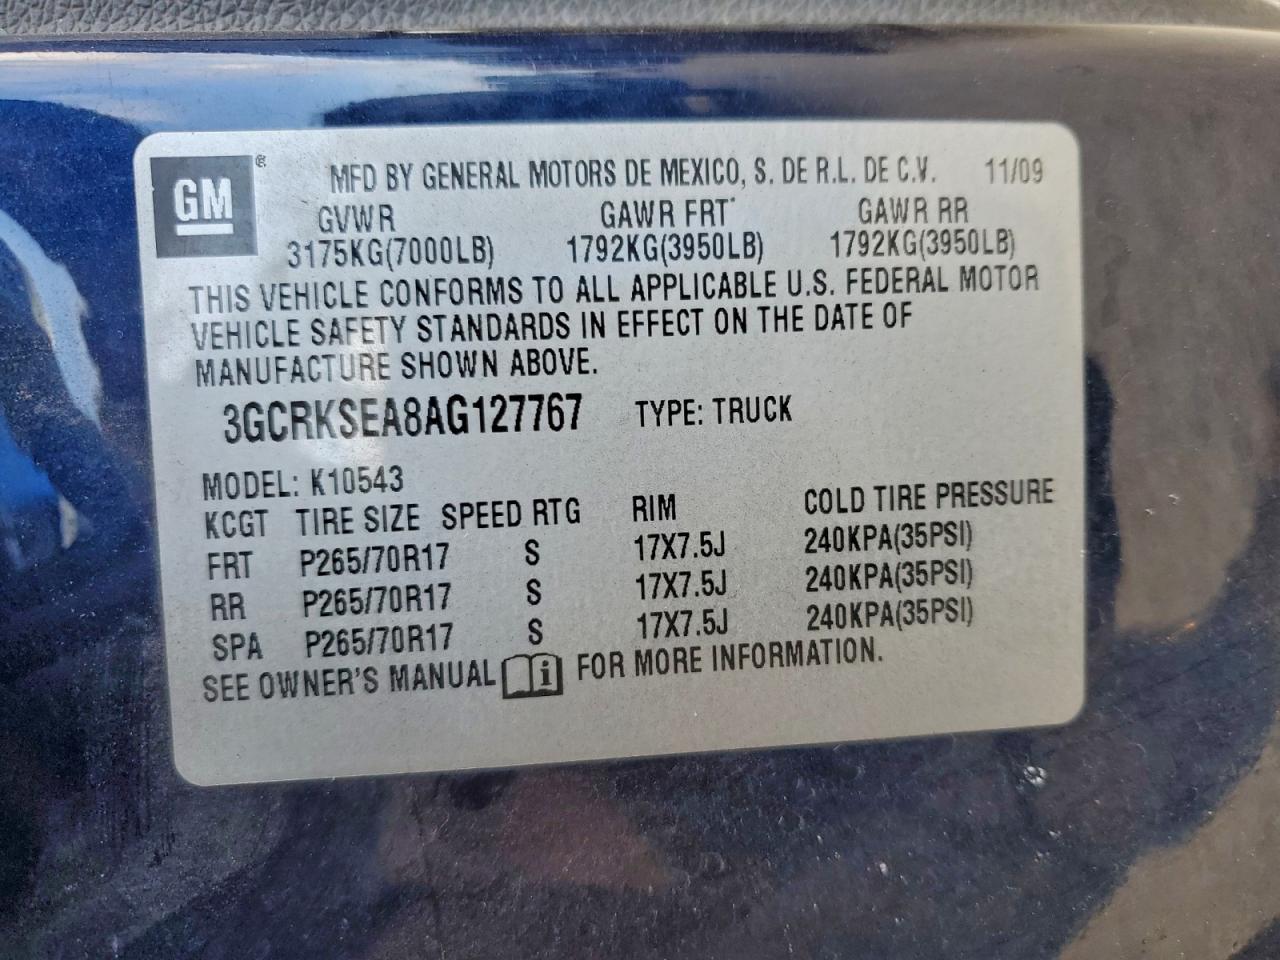 GM ® MFD BY GENERAL MOTORS DE MEXICO, S. DE R.L. DE C.V. 11/09
GVWR GAWR FRT GAWR RR
3175KG(7000LB) 1792KG(3950LB) 1792KG(3950LB)
THIS VEHICLE CONFORMS TO ALL APPLICABLE U.S. FEDERAL MOTOR
VEHICLE SAFETY STANDARDS IN EFFECT ON THE DATE OF
MANUFACTURE SHOWN ABOVE.
3GCRKSEA8AG127767 TYPE: TRUCK
MODEL: K10543
KCGT TIRE SIZE SPEED RTG RIM COLD TIRE PRESSURE
FRT P265/70R17 S 17X7.5J 240KPA(35PSI)
RR P265/70R17 S 17X7.5J 240KPA(35PSI)
SPA P265/70R17 S 17X7.5J 240KPA(35PSI)
SEE OWNER'S MANUAL i FOR MORE INFORMATION.